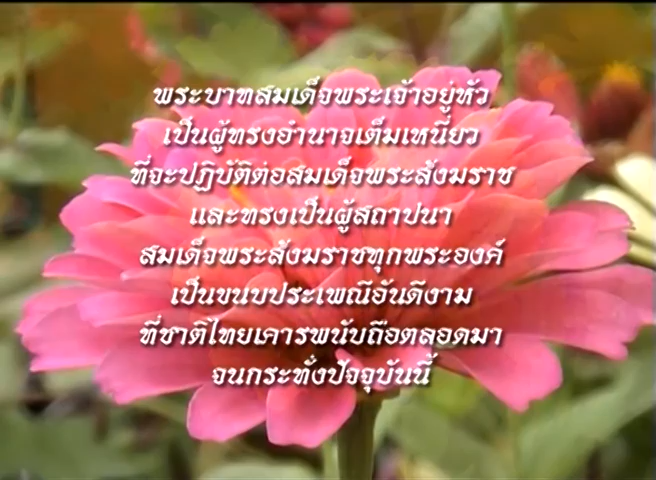 พระบาทสมเด็จพระเจ้าอยู่หัว
เป็นผู้ทรงอำนาจเต็มเหนี่ยว
ที่จะปฏิบัติต่อสมเด็จพระสังฆราช
และทรงเป็นผู้สถาปนา
สมเด็จพระสังฆราชทุกพระองค์
เป็นขนบประเพณีอันดีงาม
ที่ชาติไทยเคารพนับถือตลอดมา
จนกระทั่งปัจจุบันนี้